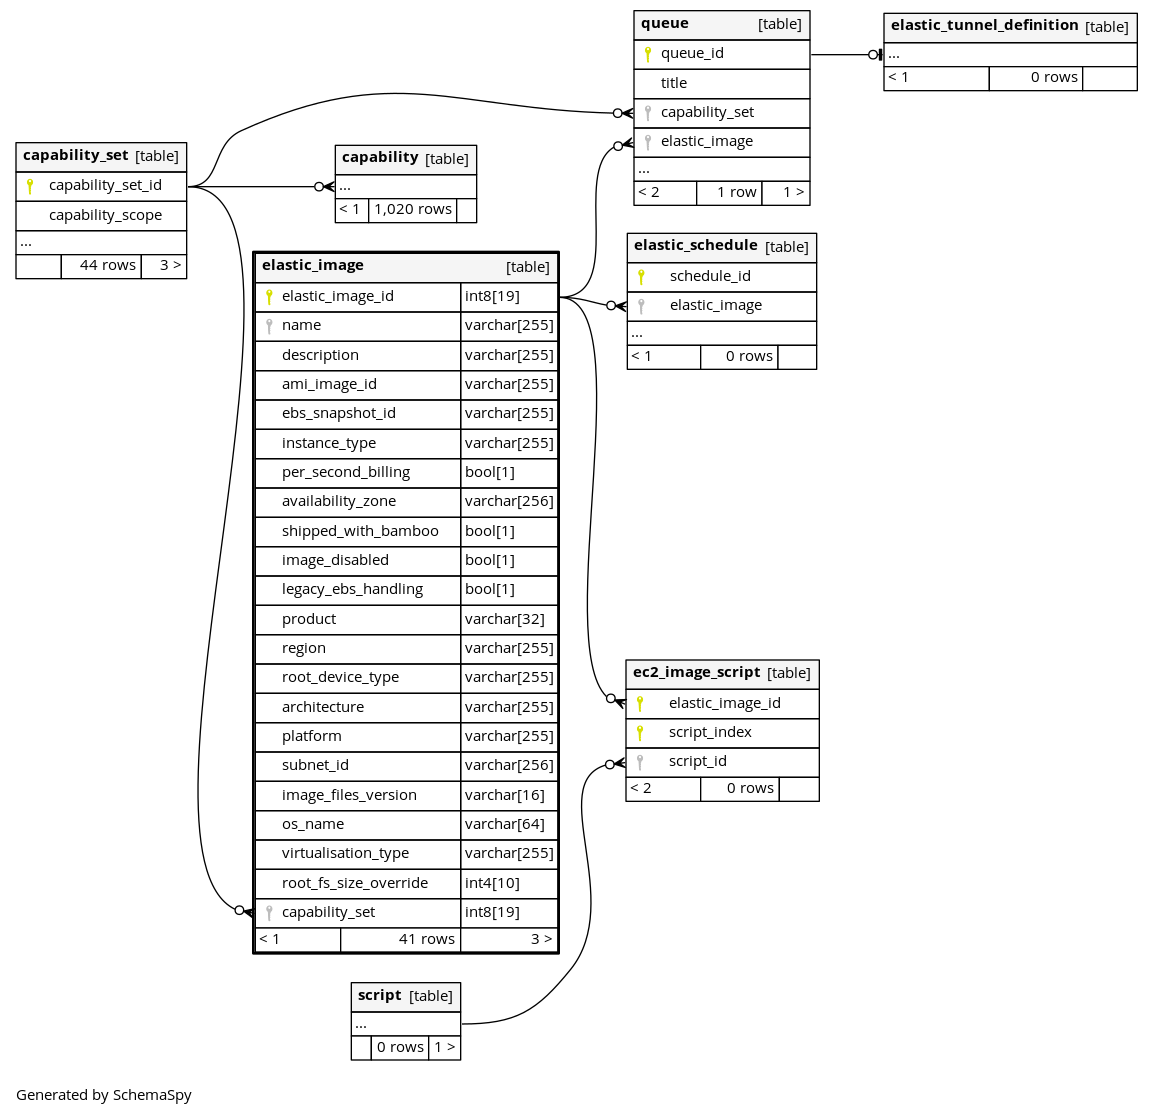 queue [table]
queue_id
title
capability_set
elastic_image
...
< 2 1 row 1 >
elastic_tunnel_definition [table]
...
< 1 0 rows
capability_set [table]
capability_set_id
capability_scope
...
44 rows 3 >
capability [table]
...
< 1 1,020 rows
elastic_schedule [table]
schedule_id
elastic_image
...
< 1 0 rows
elastic_image [table]
elastic_image_id int8[19]
name varchar[255]
description varchar[255]
ami_image_id varchar[255]
ebs_snapshot_id varchar[255]
instance_type varchar[255]
per_second_billing bool[1]
availability_zone varchar[256]
shipped_with_bamboo bool[1]
image_disabled bool[1]
legacy_ebs_handling bool[1]
product varchar[32]
region varchar[255]
root_device_type varchar[255]
architecture varchar[255]
platform varchar[255]
subnet_id varchar[256]
image_files_version varchar[16]
os_name varchar[64]
virtualisation_type varchar[255]
root_fs_size_override int4[10]
capability_set int8[19]
< 1 41 rows 3 >
ec2_image_script [table]
elastic_image_id
script_index
script_id
< 2 0 rows
script [table]
...
0 rows 1 >
Generated by SchemaSpy